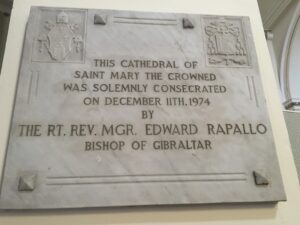 THIS CATHEDRAL OF
SAINT MARY THE CROWNED
WAS SOLEMNLY CONSECRATED
ON DECEMBER 11TH, 1974
BY
THE RT. REV. MGR. EDWARD RAPALLO
BISHOP OF GIBRALTAR